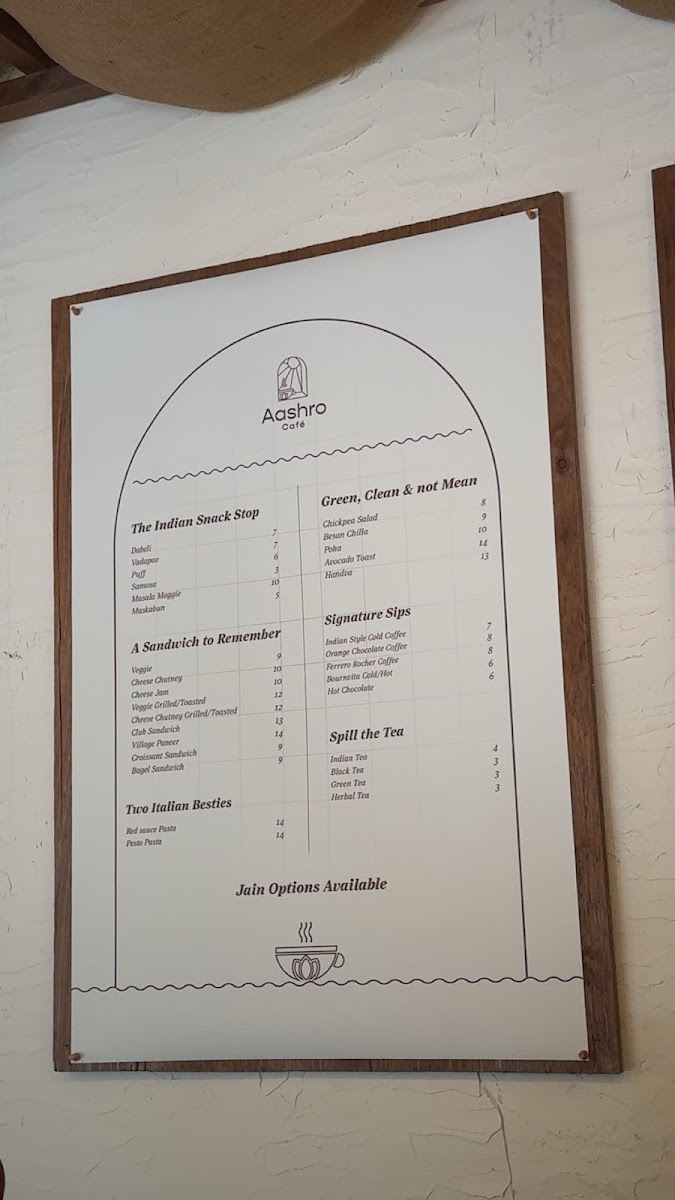 Aashro
Café
The Indian Snack Stop
Dabeli 7
Vadapav 7
Puff 6
Samosa 3
Masala Maggie 10
Maskabun 5
A Sandwich to Remember
Veggie 9
Cheese Chutney 10
Cheese Jam 10
Veggie Grilled/Toasted 12
Cheese Chutney Grilled/Toasted 12
Club Sandwich 13
Village Paneer 14
Croissant Sandwich 9
Bagel Sandwich 9
Two Italian Besties
Red sauce Pasta 14
Pesto Pasta 14
Green, Clean & not Mean
Chickpea Salad 8
Besan Chilla 9
Poha 10
Avocado Toast 14
Handva 13
Signature Sips
Indian Style Cold Coffee 7
Orange Chocolate Coffee 8
Ferrero Rocher Coffee 8
Bournvita Cold/Hot 6
Hot Chocolate 6
Spill the Tea
Indian Tea 4
Black Tea 3
Green Tea 3
Herbal Tea 3
Jain Options Available